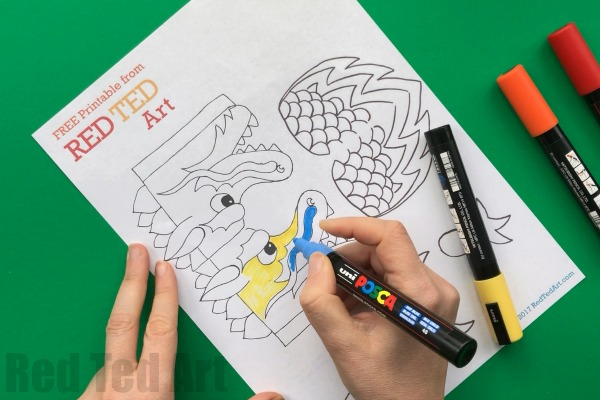 FREE Printable from
RED TED
Art
uni
POSCA
2017 RedTedArt.com
Red Ted Art